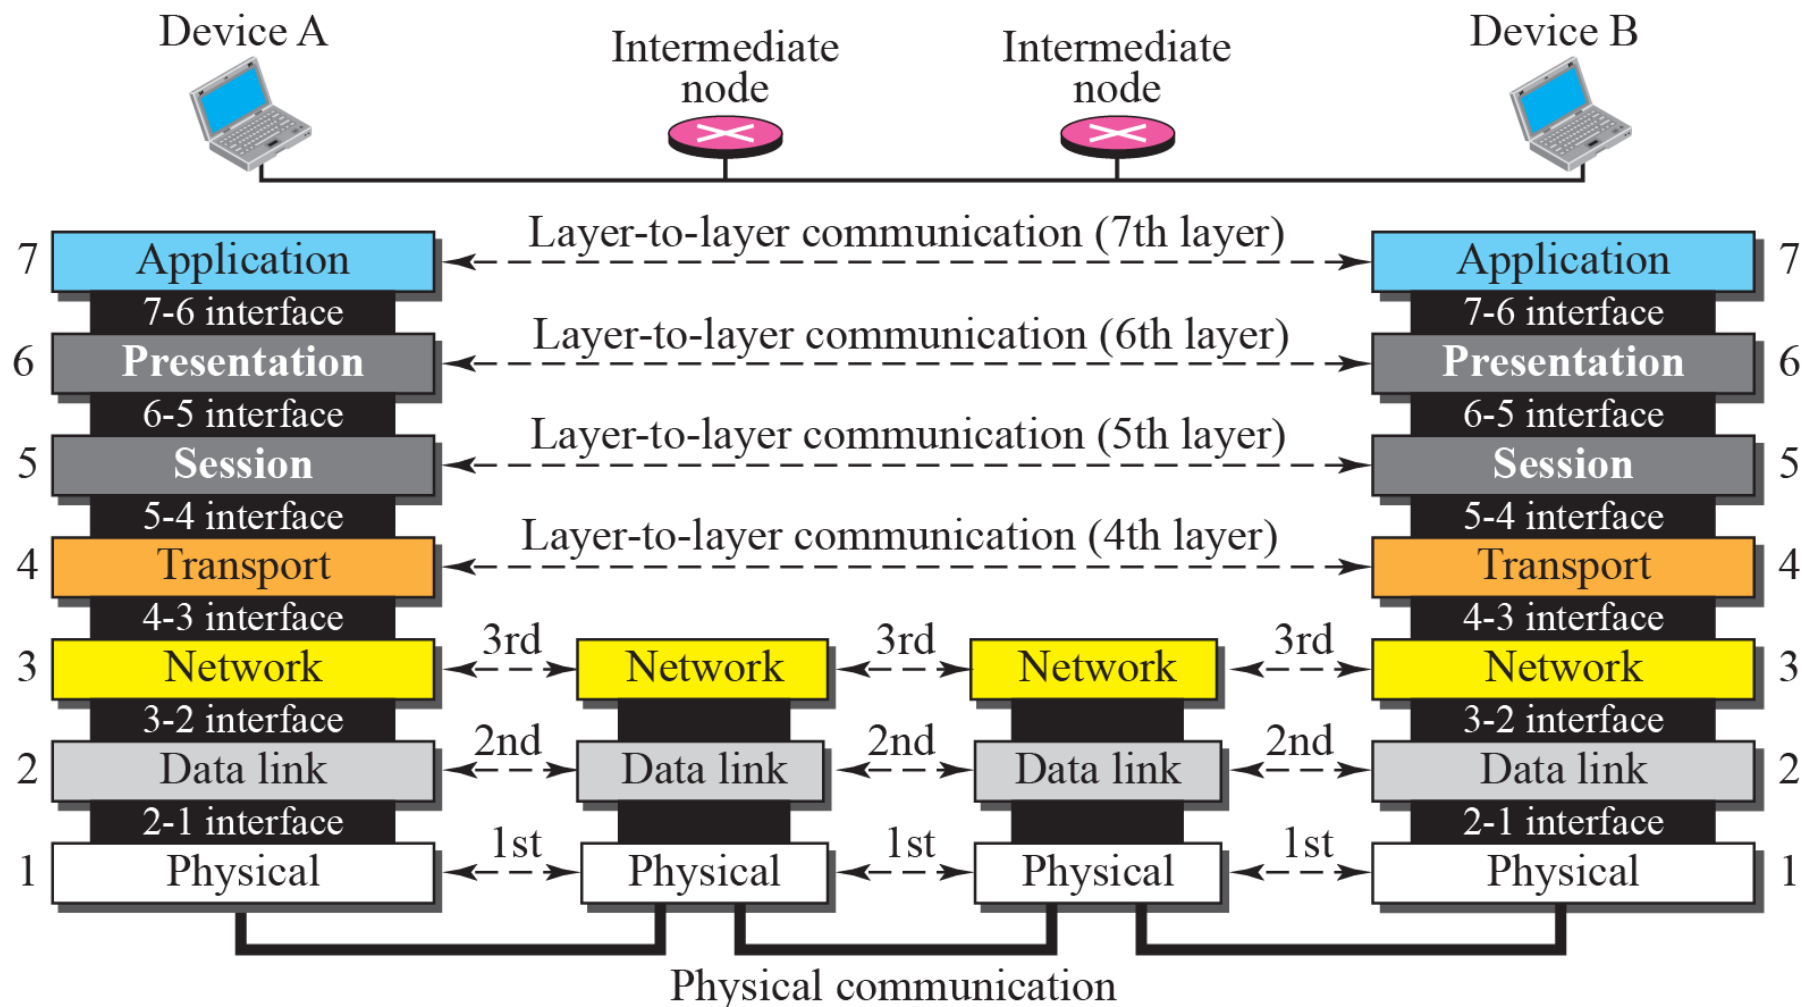 Device A
Intermediate
node
Intermediate
node
Device B
Layer-to-layer communication (7th layer)
7 Application
Application 7
7-6 interface
7-6 interface
Layer-to-layer communication (6th layer)
6 Presentation
Presentation 6
6-5 interface
6-5 interface
Layer-to-layer communication (5th layer)
5 Session
Session 5
5-4 interface
5-4 interface
Layer-to-layer communication (4th layer)
4 Transport
Transport 4
4-3 interface
4-3 interface
3rd 3rd 3rd
3 Network Network Network Network 3
3-2 interface
3-2 interface
2nd 2nd 2nd
2 Data link Data link Data link Data link 2
2-1 interface
2-1 interface
1st 1st 1st
1 Physical Physical Physical Physical 1
Physical communication